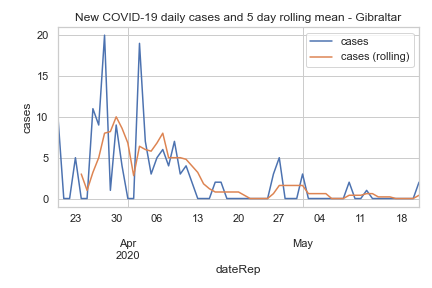 New COVID-19 daily cases and 5 day rolling mean - Gibraltar
cases
cases (rolling)
cases
20
15
10
5
0
23 30 06 13 20 27 04 11 18
Apr May
2020
dateRep